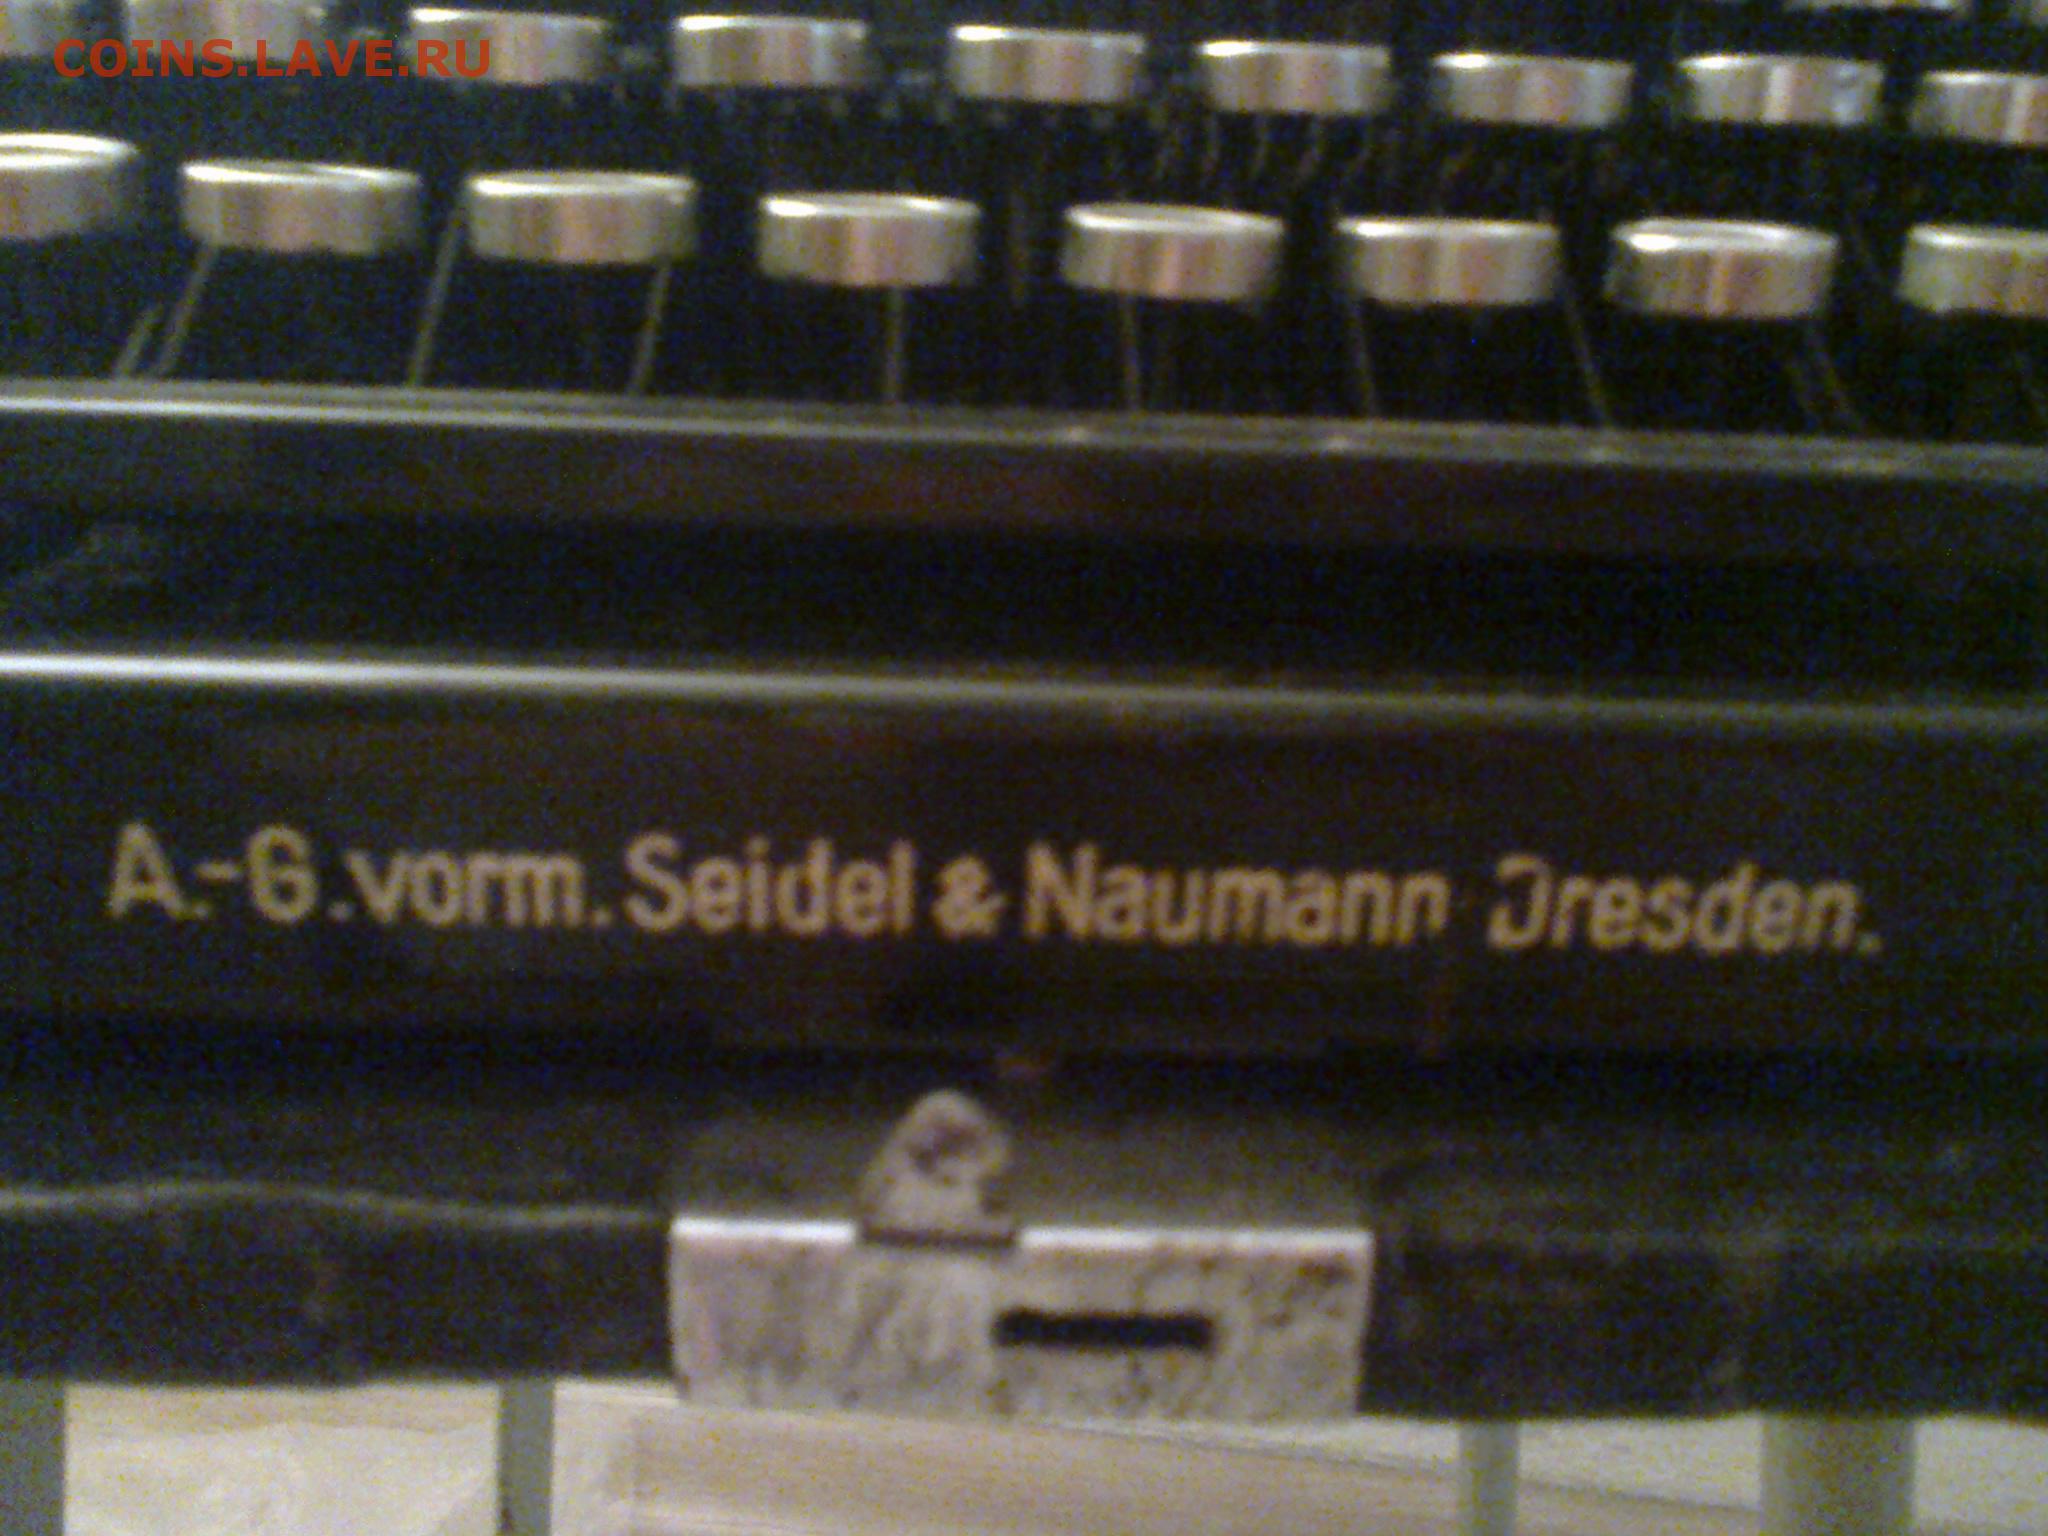 COINS.LAVE.RU
A.-G.vorm.Seidel & Naumann Dresden.